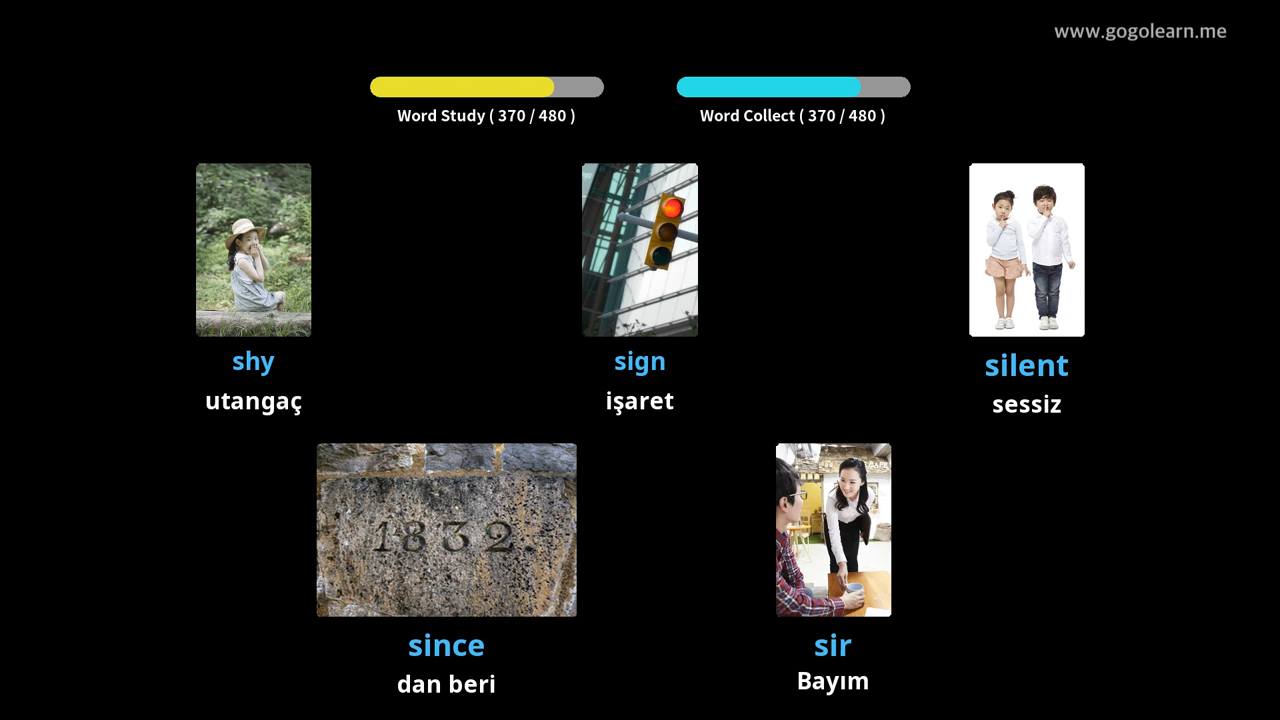 www.gogolearn.me
Word Study ( 370 / 480 )
Word Collect ( 370 / 480 )
shy
utangaç
sign
işaret
silent
sessiz
1832.
since
dan beri
sir
Bayım